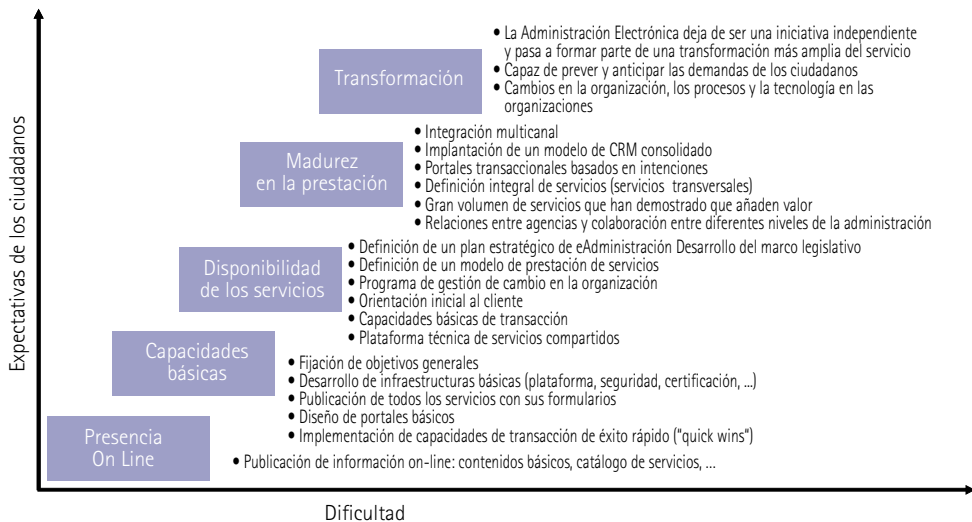 Expectativas de los ciudadanos
Transformación
• La Administración Electrónica deja de ser una iniciativa independiente
y pasa a formar parte de una transformación más amplia del servicio
• Capaz de prever y anticipar las demandas de los ciudadanos
• Cambios en la organización, los procesos y la tecnología en las
organizaciones
Madurez
en la prestación
• Integración multicanal
• Implantación de un modelo de CRM consolidado
• Portales transaccionales basados en intenciones
• Definición integral de servicios (servicios transversales)
• Gran volumen de servicios que han demostrado que añaden valor
• Relaciones entre agencias y colaboración entre diferentes niveles de la administración
Disponibilidad
de los servicios
• Definición de un plan estratégico de eAdministración Desarrollo del marco legislativo
• Definición de un modelo de prestación de servicios
• Programa de gestión de cambio en la organización
• Orientación inicial al cliente
• Capacidades básicas de transacción
• Plataforma técnica de servicios compartidos
Capacidades
básicas
• Fijación de objetivos generales
• Desarrollo de infraestructuras básicas (plataforma, seguridad, certificación, ...)
• Publicación de todos los servicios con sus formularios
• Diseño de portales básicos
• Implementación de capacidades de transacción de éxito rápido ("quick wins")
Presencia
On Line
• Publicación de información on-line: contenidos básicos, catálogo de servicios, ...
Dificultad